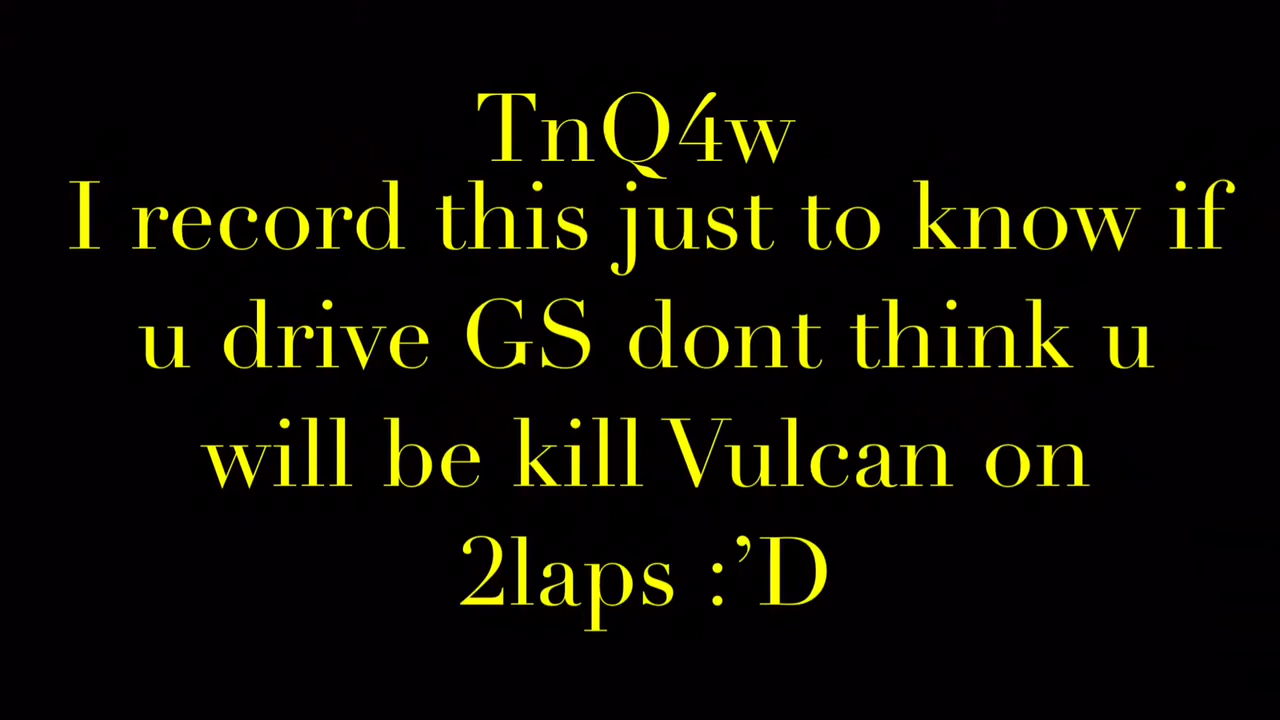 TnQ4w
I record this just to know if
u drive GS dont think u
will be kill Vulcan on
2laps :’D